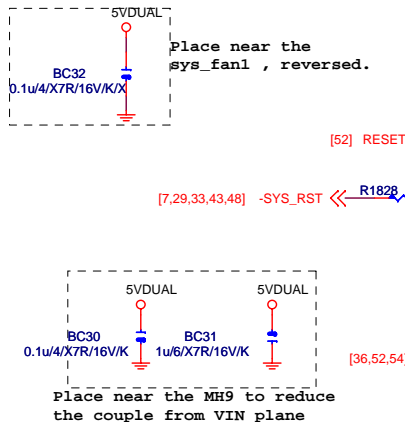 5VDUAL
Place near the
sys_fan1 , reversed.
BC32
0.1u/4/X7R/16V/K/X
[52] RESET
[7,29,33,43,48] -SYS_RST
R1828
5VDUAL
5VDUAL
BC30
0.1u/4/X7R/16V/K
BC31
1u/6/X7R/16V/K
[36,52,54]
Place near the MH9 to reduce
the couple from VIN plane